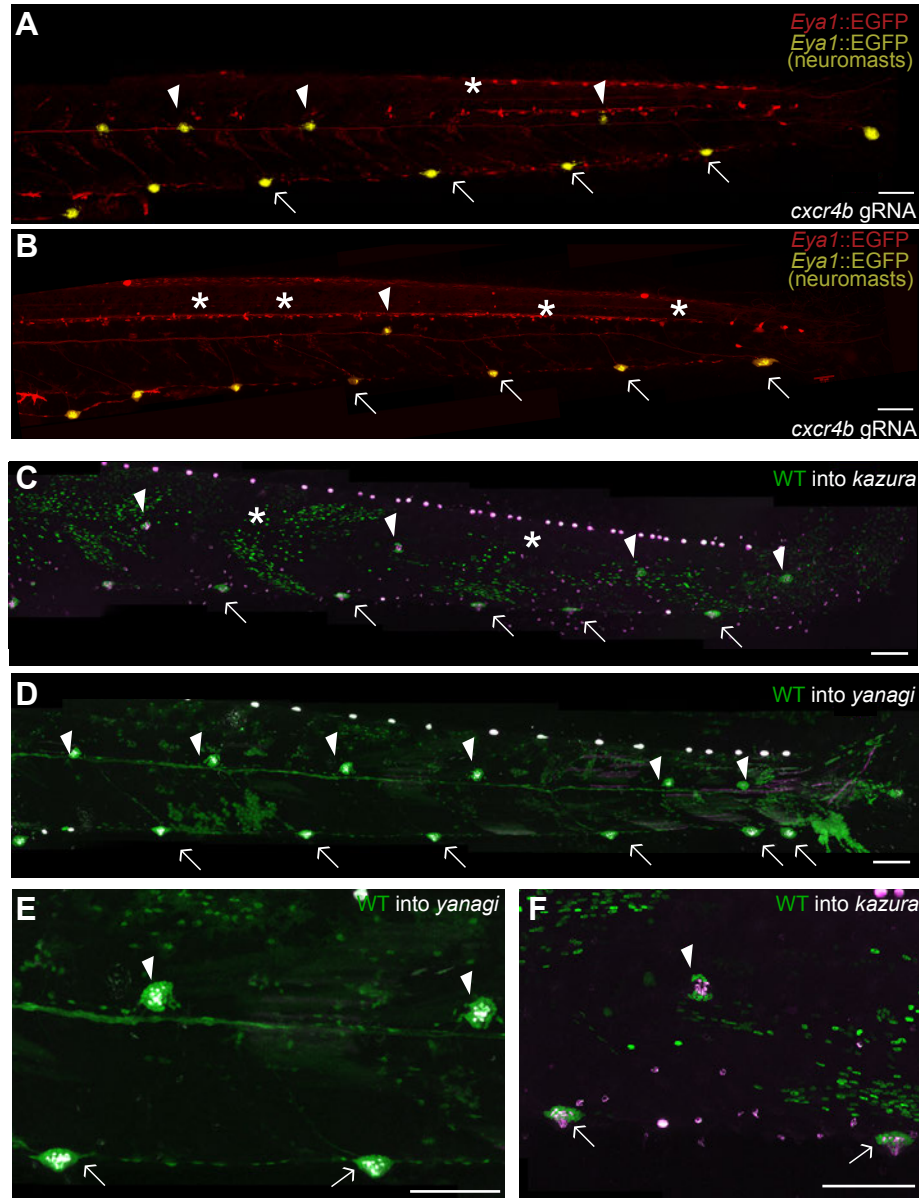 A
Eya1::EGFP
Eya1::EGFP
(neuromasts)
cxcr4b gRNA
B
Eya1::EGFP
Eya1::EGFP
(neuromasts)
cxcr4b gRNA
C
WT into kazura
D
WT into yanagi
E
WT into yanagi
F
WT into kazura